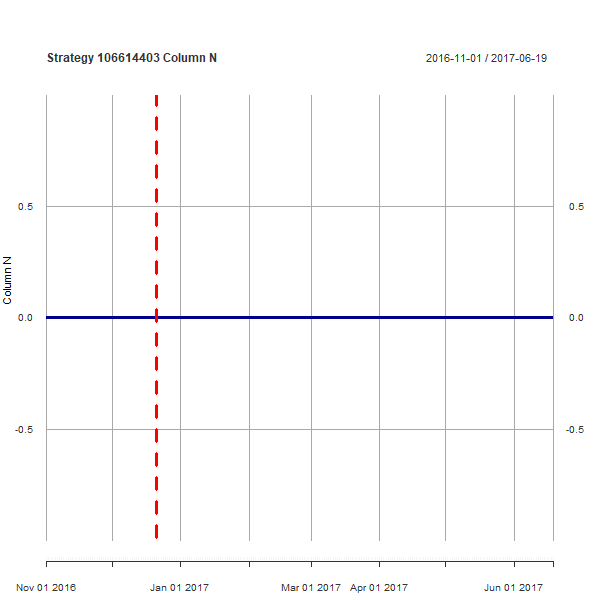 Strategy 106614403 Column N
2016-11-01 / 2017-06-19
Column N
0.5
0.5
0.0
0.0
-0.5
-0.5
Nov 01 2016
Jan 01 2017
Mar 01 2017
Apr 01 2017
Jun 01 2017